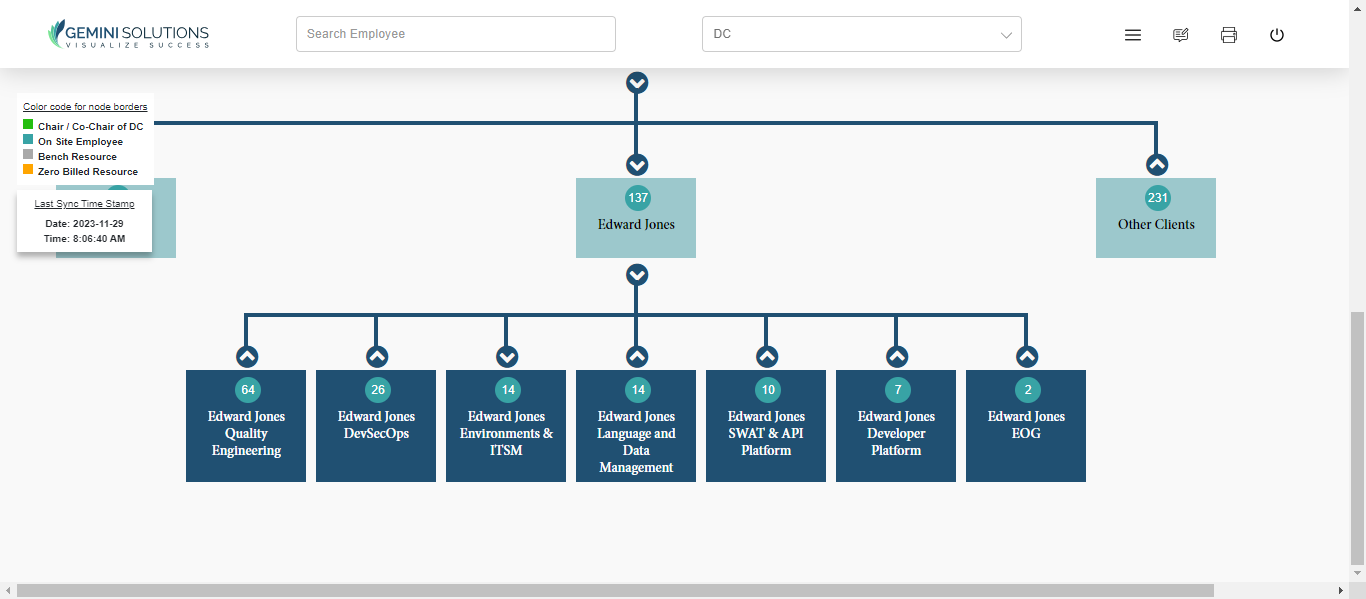 GEMINI SOLUTIONS
VISUALIZE SUCCESS
Search Employee
DC
Color code for node borders
Chair / Co-Chair of DC
On Site Employee
Bench Resource
Zero Billed Resource
Last Sync Time Stamp
Date: 2023-11-29
Time: 8:06:40 AM
137
Edward Jones
231
Other Clients
64
Edward Jones
Quality
Engineering
26
Edward Jones
DevSecOps
14
Edward Jones
Environments &
ITSM
14
Edward Jones
Language and
Data
Management
10
Edward Jones
SWAT & API
Platform
7
Edward Jones
Developer
Platform
2
Edward Jones
EOG